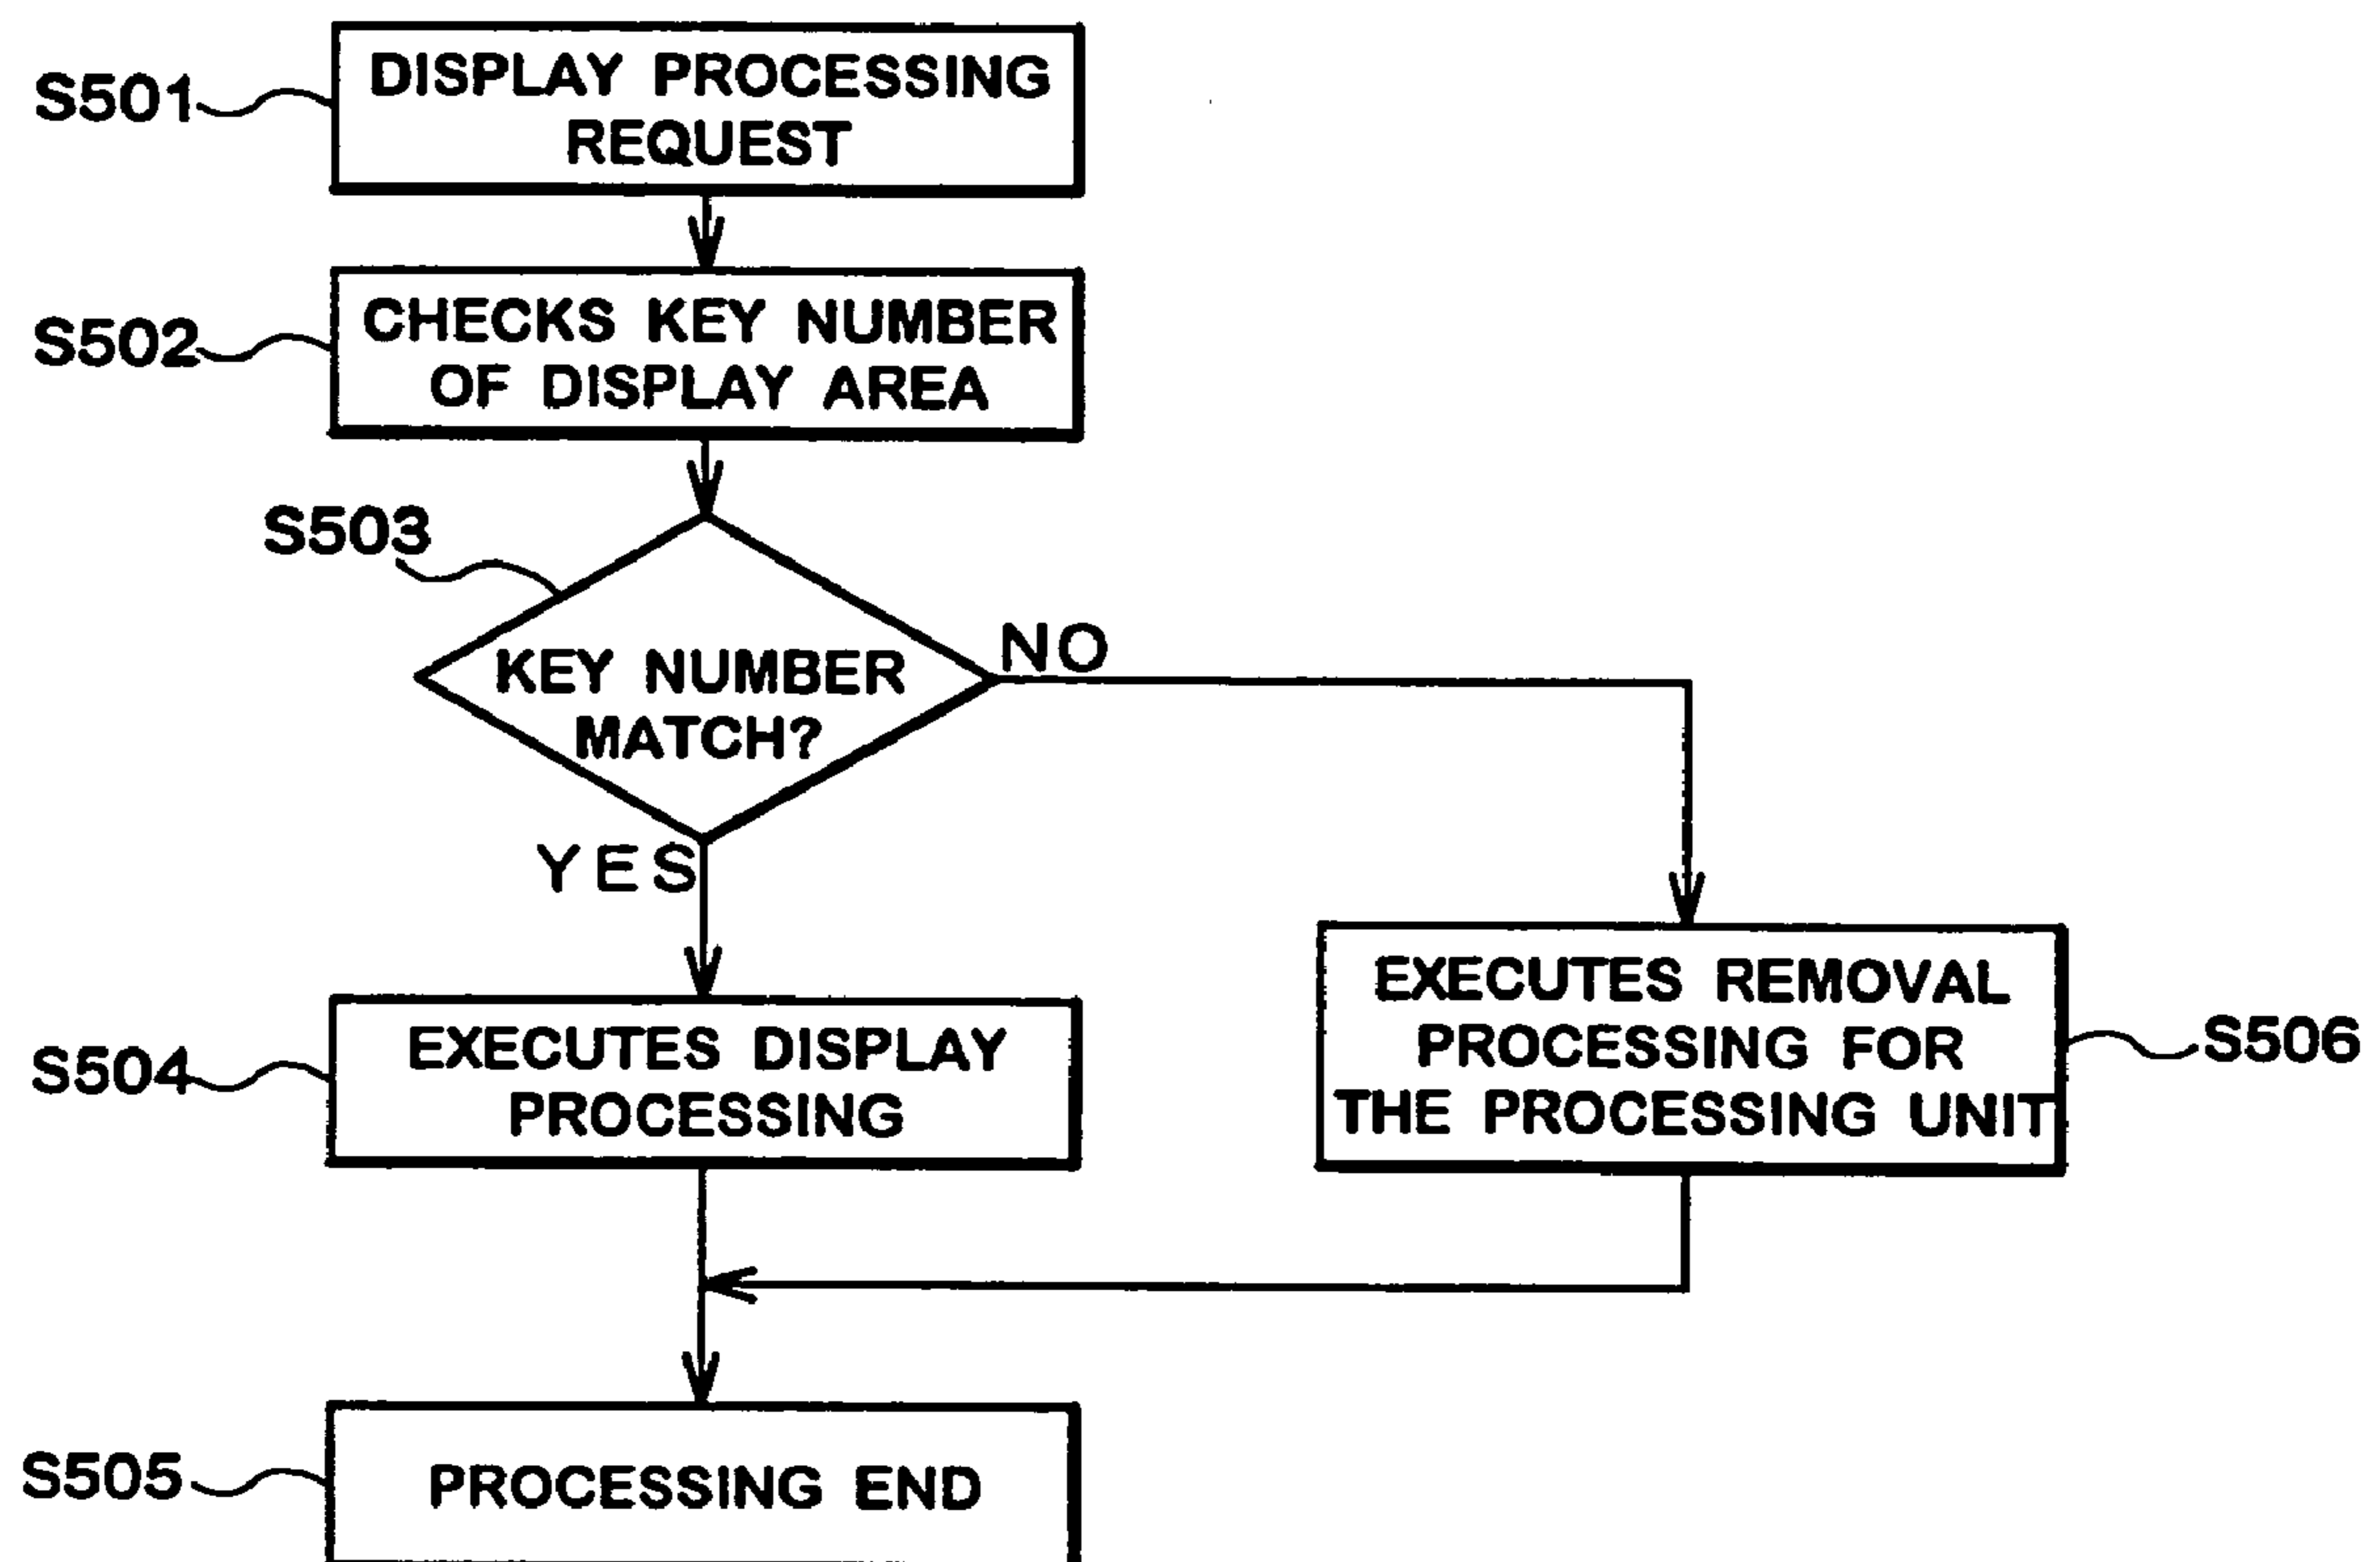 S501
DISPLAY PROCESSING
REQUEST
S502
CHECKS KEY NUMBER
OF DISPLAY AREA
S503
KEY NUMBER
MATCH?
NO
YES
S504
EXECUTES DISPLAY
PROCESSING
EXECUTES REMOVAL
PROCESSING FOR
THE PROCESSING UNIT
S506
S505
PROCESSING END